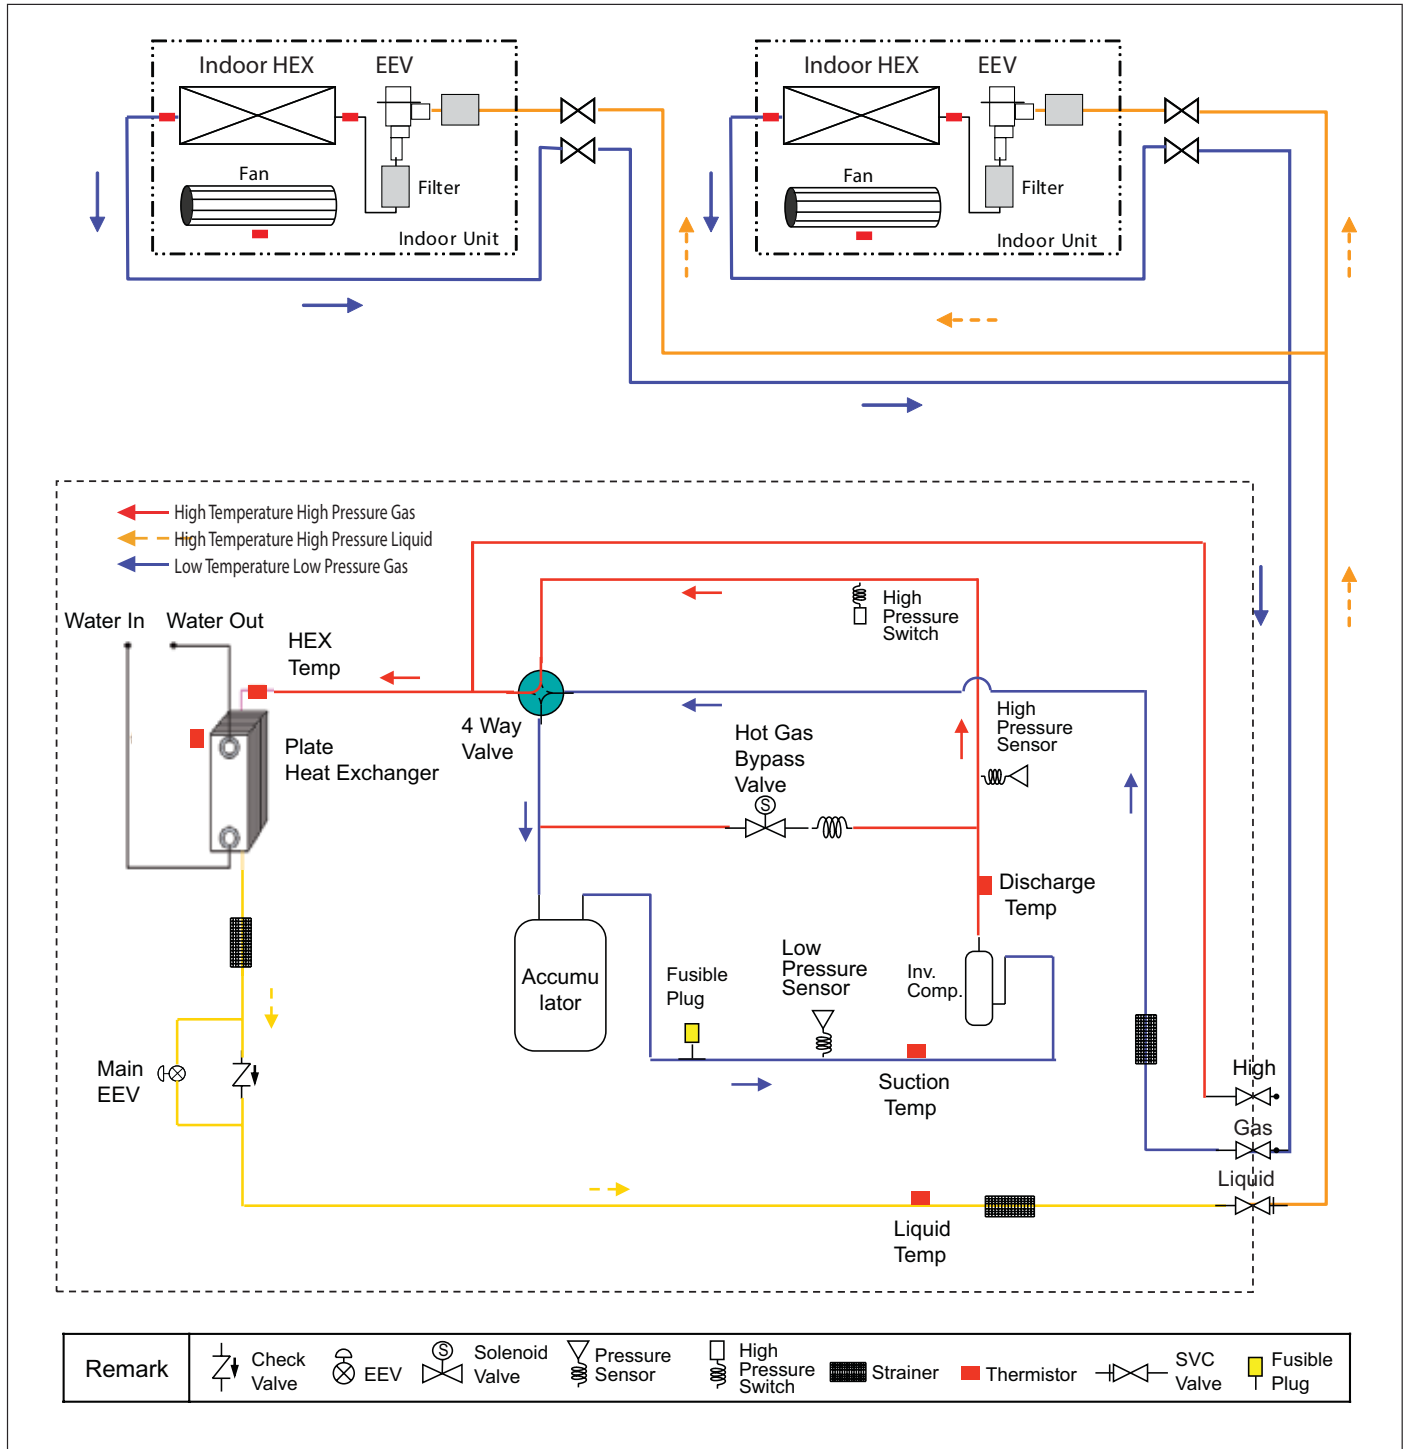 Indoor HEX
EEV
Fan
Filter
Indoor Unit
Indoor HEX
EEV
Fan
Filter
Indoor Unit
High Temperature High Pressure Gas
High Temperature High Pressure Liquid
Low Temperature Low Pressure Gas
Water In
Water Out
HEX
Temp
High
Pressure
Switch
4 Way
Valve
Plate
Heat Exchanger
Hot Gas
Bypass
Valve
S
High
Pressure
Sensor
Discharge
Temp
Accumu
lator
Fusible
Plug
Low
Pressure
Sensor
Inv.
Comp.
Suction
Temp
Main
EEV
High
Gas
Liquid
Liquid
Temp
Remark
Check
Valve
EEV
S
Solenoid
Valve
Pressure
Sensor
High
Pressure
Switch
Strainer
Thermistor
SVC
Valve
Fusible
Plug